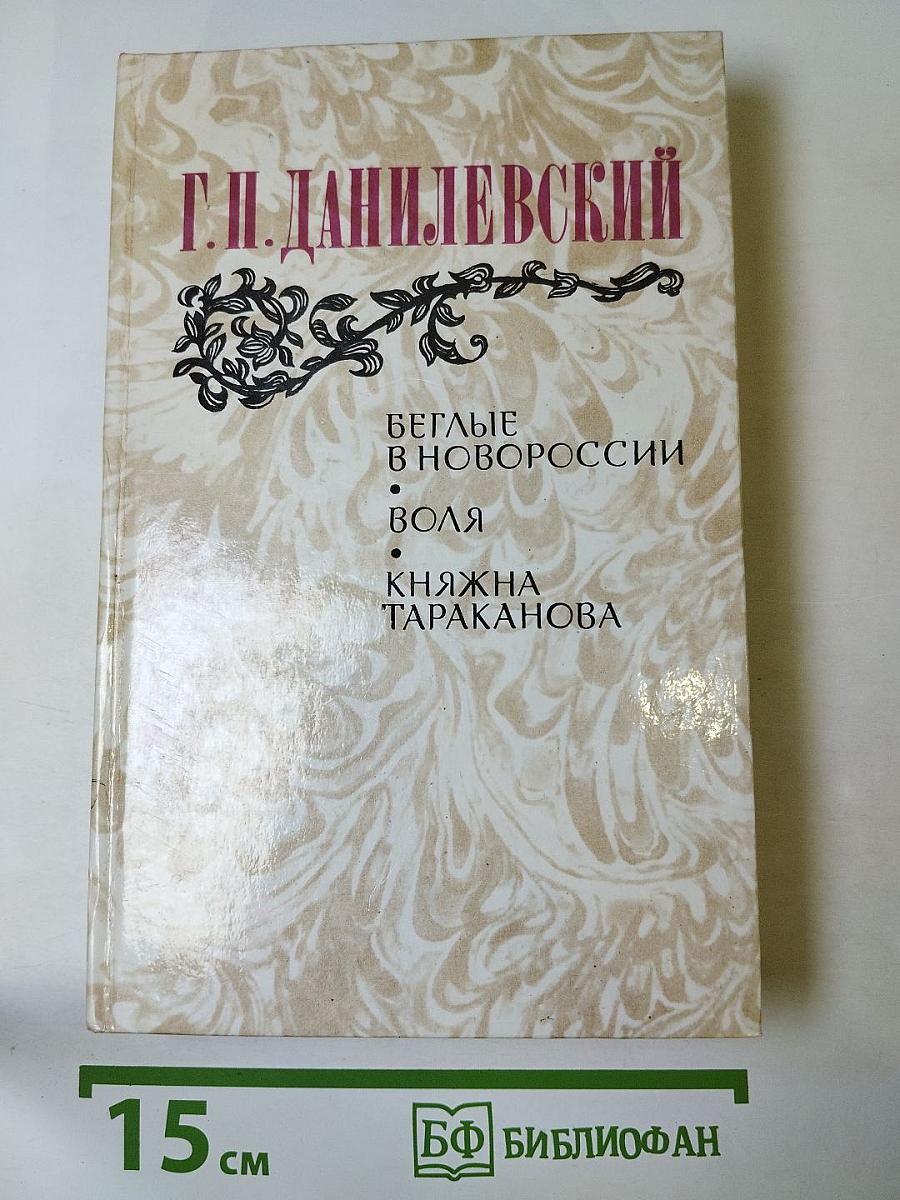 Г. П. ДАНИЛЕВСКИЙ
БЕГЛЫЕ
В НОВОРОССИИ
•
ВОЛЯ
•
КНЯЖНА
ТАРАКАНОВА
15 см
БФ БИБЛИОФАН